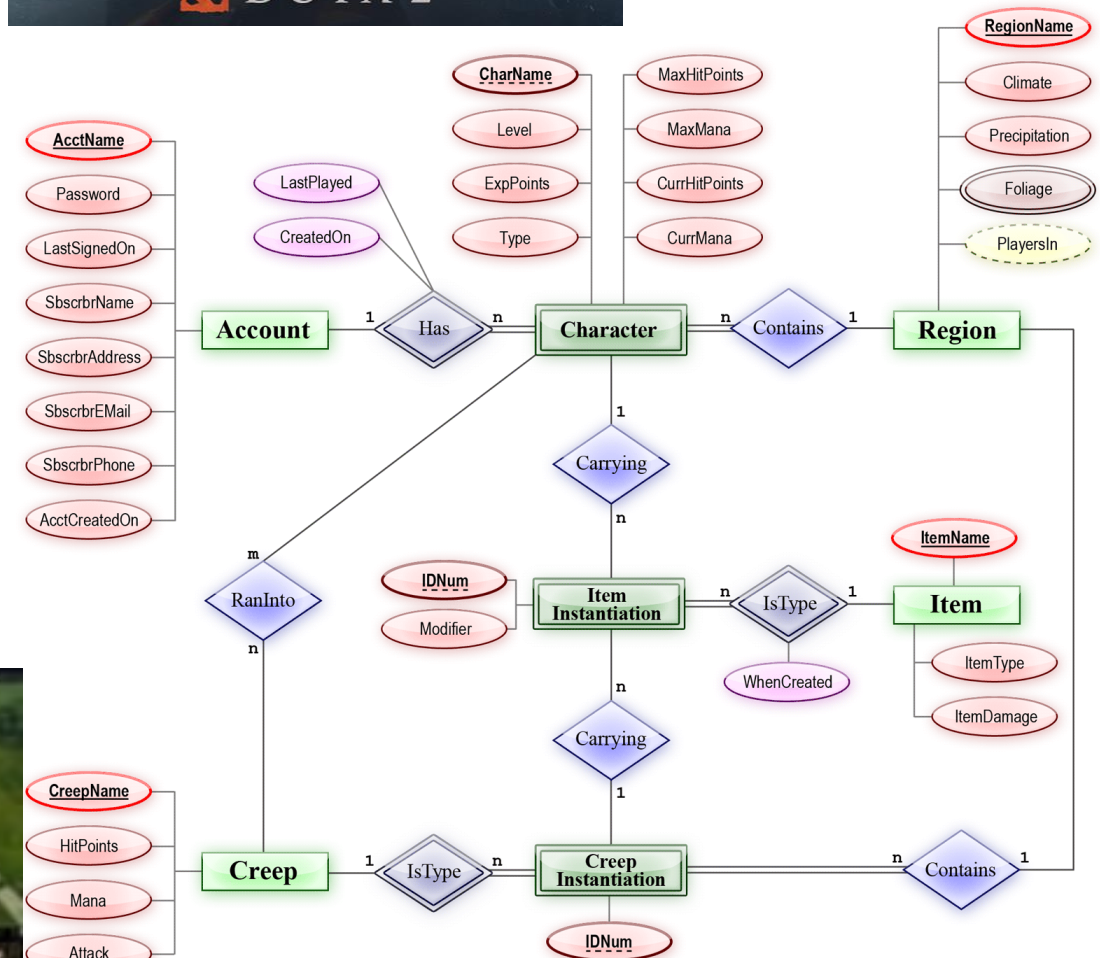 RegionName
CharName
MaxHitPoints
Climate
AcctName
Level
MaxMana
Precipitation
Password
LastPlayed
ExpPoints
CurrHitPoints
Foliage
LastSignedOn
CreatedOn
Type
CurrMana
PlayersIn
SbscrbrName
Account
1
Has
n
Character
n
Contains
1
Region
SbscrbrAddress
SbscrbrEMail
1
SbscrbrPhone
Carrying
AcctCreatedOn
n
ItemName
m
RanInto
n
IDNum
Modifier
Item
Instantiation
n
IsType
1
Item
WhenCreated
ItemType
ItemDamage
n
Carrying
1
CreepName
HitPoints
Mana
Attack
Creep
1
IsType
n
Creep
Instantiation
n
Contains
1
IDNum